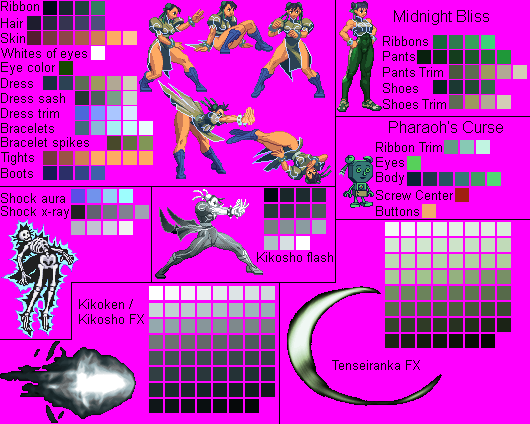 Ribbon
Hair
Skin
Whites of eyes
Eye color
Dress
Dress sash
Dress trim
Bracelets
Bracelet spikes
Tights
Boots
Midnight Bliss
Ribbons
Pants
Pants Trim
Shoes
Shoes Trim
Pharaoh's Curse
Ribbon Trim
Eyes
Body
Screw Center
Buttons
Shock aura
Shock x-ray
Kikosho flash
Kikoken /
Kikosho FX
Tenseiranka FX